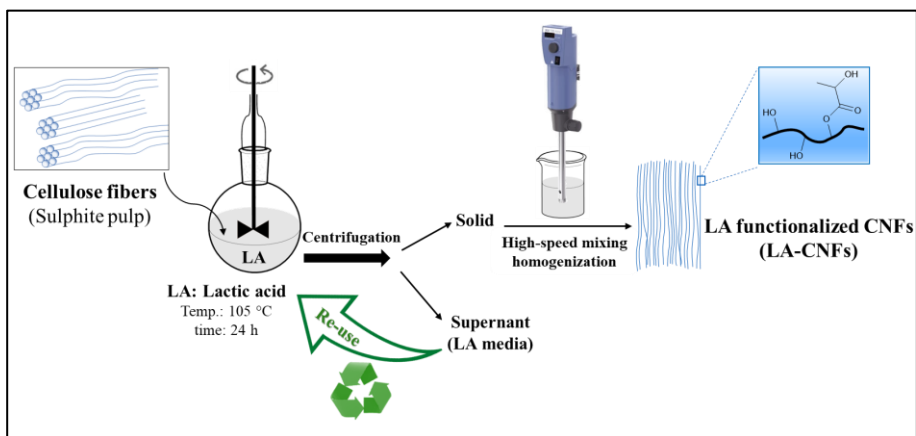 Cellulose fibers
(Sulphite pulp)
LA
LA: Lactic acid
Temp.: 105 °C
time: 24 h
Centrifugation
Re-use
Solid
Supernant
(LA media)
High-speed mixing
homogenization
LA functionalized CNFs
(LA-CNFs)
OH
O
O
HO
HO